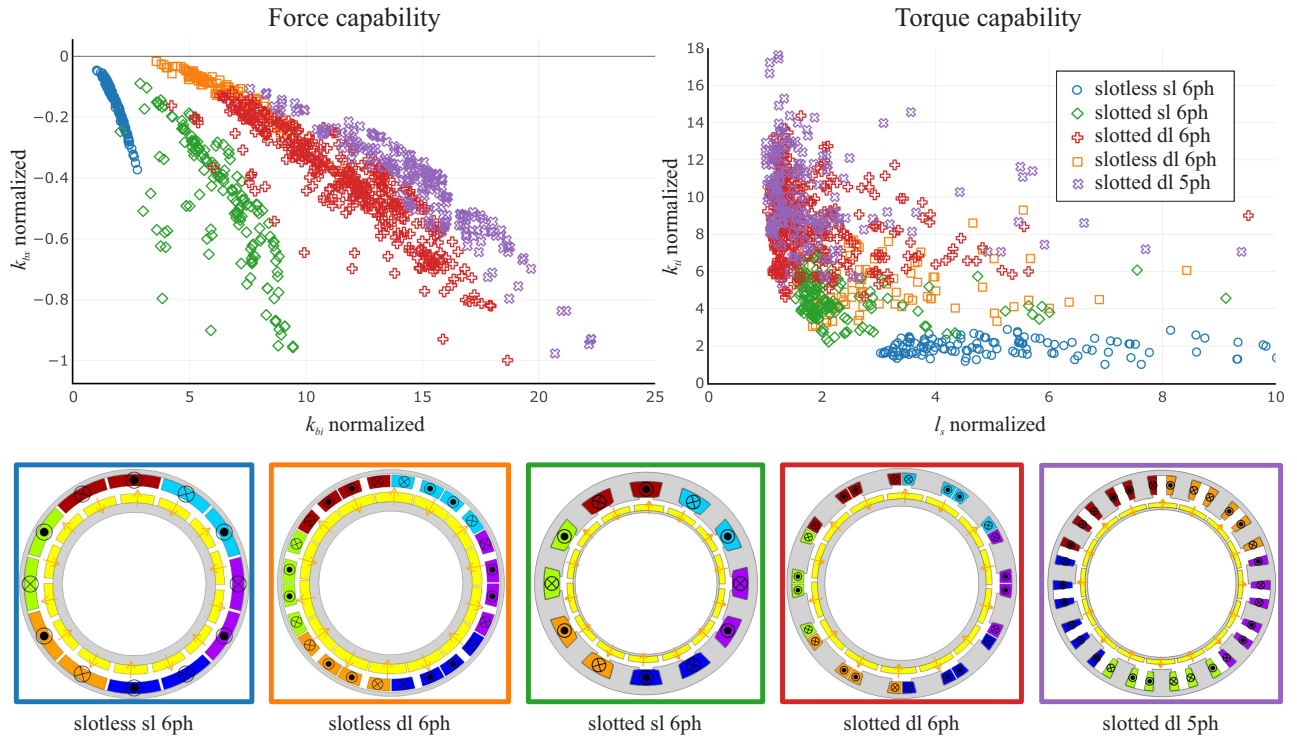 Force capability
0
−0.2
−0.4
−0.6
−0.8
−1
k_bx normalized
0
5
10
15
20
25
k_bi normalized
Torque capability
18
16
14
12
10
8
6
4
2
0
normalized
0
2
4
6
8
10
l_s normalized
slotless sl 6ph
slotted sl 6ph
slotted dl 6ph
slotless dl 6ph
slotted dl 5ph
slotless sl 6ph
slotless dl 6ph
slotted sl 6ph
slotted dl 6ph
slotted dl 5ph